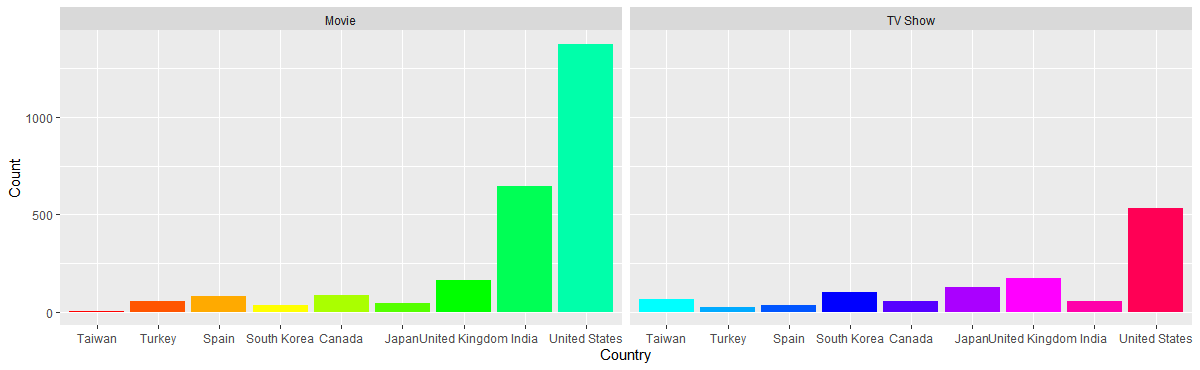 Movie TV Show
Count
1000
500
0
Taiwan Turkey Spain South Korea Canada Japan United Kingdom India United States Taiwan Turkey Spain South Korea Canada Japan United Kingdom India United States
Country